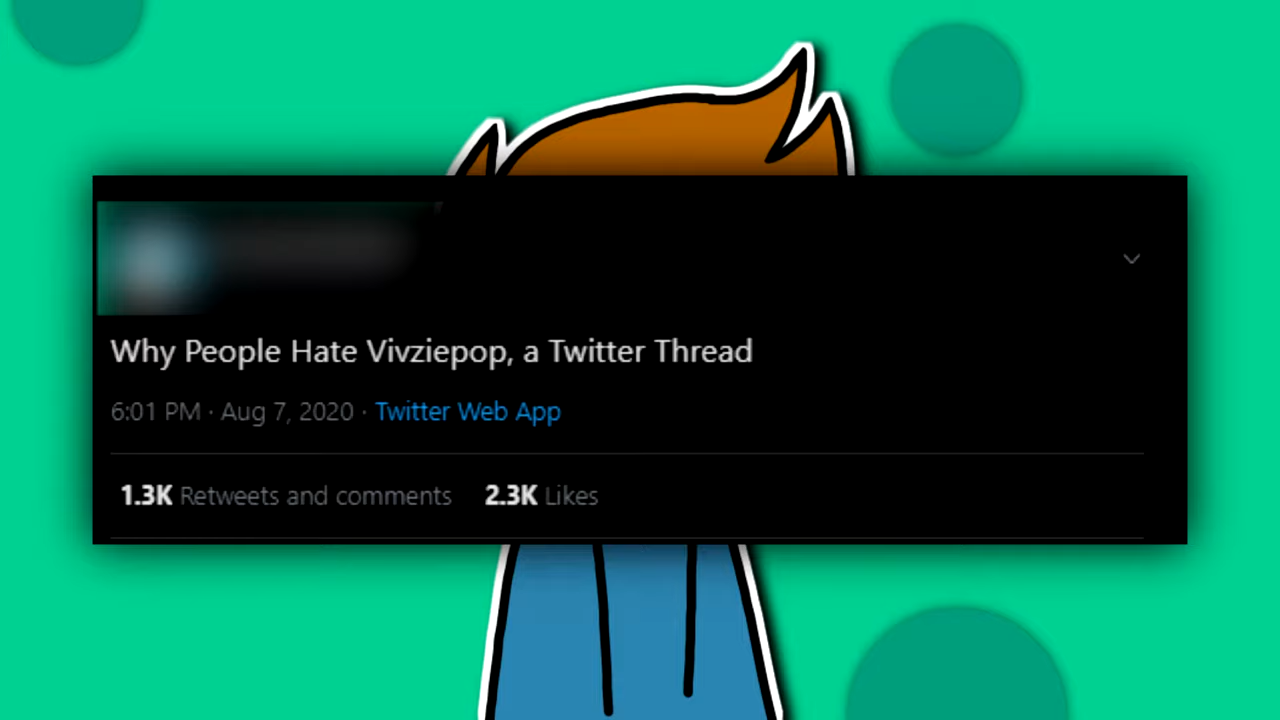 Why People Hate Vivziepop, a Twitter Thread
6:01 PM · Aug 7, 2020 · Twitter Web App
1.3K Retweets and comments 2.3K Likes